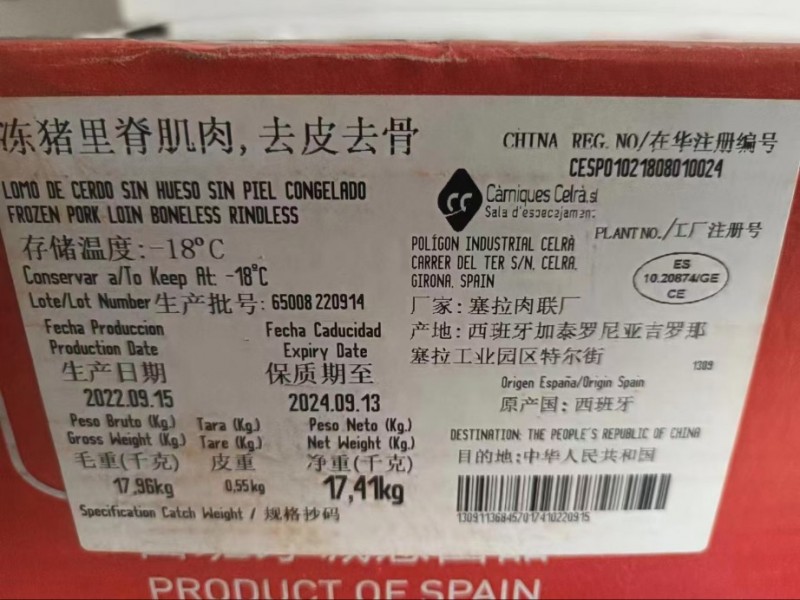 冻猪里脊肌肉, 去皮去骨
CHINA REG. NO/在华注册编号
CESP01021808010024
LOMO DE CERDO SIN HUESO SIN PIEL CONGELADO
FROZEN PORK LOIN BONELESS RINDLESS
CC
Càrniques Celrà.sl
Sala d'especejament
PLANT NO./工厂注册号
存储温度:-18°C
Conservar a/To Keep At: -18°C
POLÍGON INDUSTRIAL CELRÀ
CARRER DEL TER S/N, CELRA,
GIRONA, SPAIN
ES
10.20874/GE
CE
Lote/Lot Number 生产批号: 65008 220914
厂家: 塞拉肉联厂
Fecha Produccion
Production Date
生产日期
2022.09.15
Fecha Caducidad
Expiry Date
保质期至
2024.09.13
产地: 西班牙加泰罗尼亚吉罗那
塞拉工业园区特尔街
1309
Origen España/Origin Spain
原产国: 西班牙
Peso Bruto (Kg.)
Gross Weight (Kg.)
毛重(千克)
17,96kg
Tara (Kg.)
Tare (Kg.)
皮重
0,55kg
Peso Neto (Kg.)
Net Weight (Kg.)
净重(千克)
17,41kg
DESTINATION: THE PEOPLE'S REPUBLIC OF CHINA
目的地:中华人民共和国
Specification Catch Weight / 规格抄码
13091136845701741022091​5
PRODUCT OF SPAIN